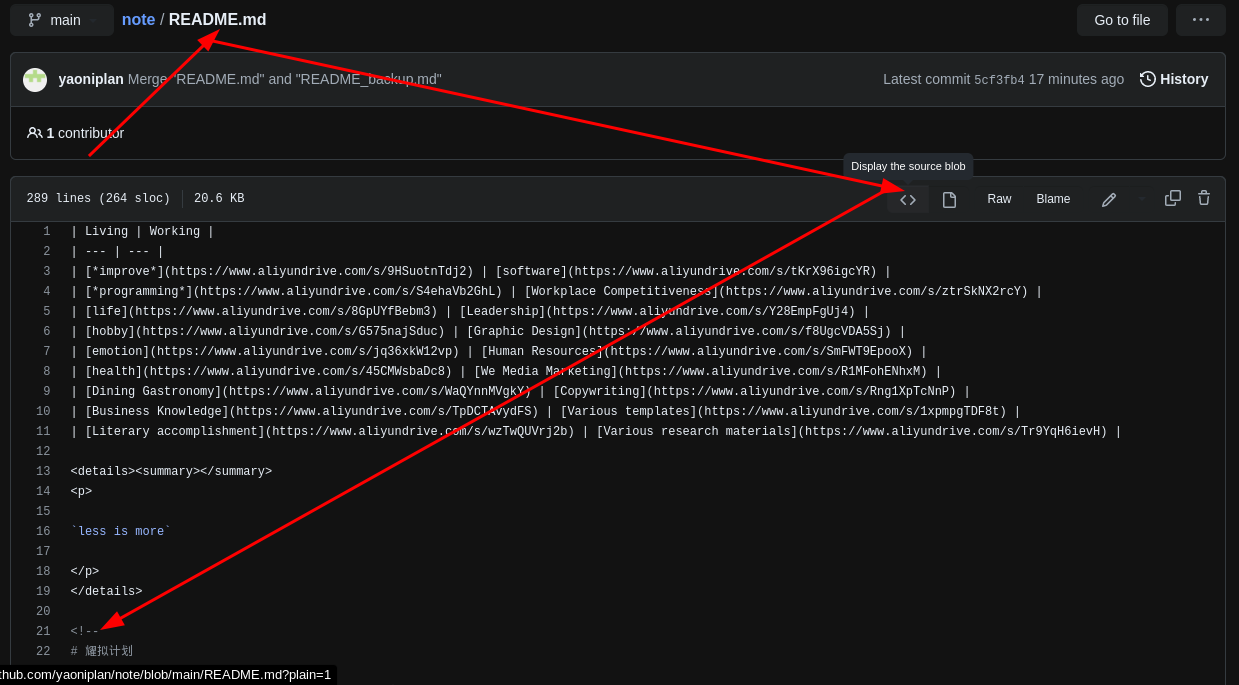 main
note / README.md
Go to file
yaoniplan Merge "README.md" and "README_backup.md"
Latest commit 5cf3fb4 17 minutes ago History
1 contributor
Display the source blob
289 lines (264 sloc) 20.6 KB
Raw Blame
1 | Living | Working |
2 | --- | --- |
3 | [*improve*](https://www.aliyundrive.com/s/9HSuotnTdj2) | [software](https://www.aliyundrive.com/s/tKrX96igcYR) |
4 | [*programming*](https://www.aliyundrive.com/s/S4ehaVb2GhL) | [Workplace Competitiveness](https://www.aliyundrive.com/s/ztrSkNX2rcY) |
5 | [life](https://www.aliyundrive.com/s/8GpUYfBebm3) | [Leadership](https://www.aliyundrive.com/s/Y28EmpFgUj4) |
6 | [hobby](https://www.aliyundrive.com/s/G575najSduc) | [Graphic Design](https://www.aliyundrive.com/s/f8UgcVDA5Sj) |
7 | [emotion](https://www.aliyundrive.com/s/jq36xkW12vp) | [Human Resources](https://www.aliyundrive.com/s/SmFWT9EpooX) |
8 | [health](https://www.aliyundrive.com/s/45CMWsbaDc8) | [We Media Marketing](https://www.aliyundrive.com/s/R1MFohENhxM) |
9 | [Dining Gastronomy](https://www.aliyundrive.com/s/WaQYnnMVgkY) | [Copywriting](https://www.aliyundrive.com/s/Rng1XpTcNnP) |
10 | [Business Knowledge](https://www.aliyundrive.com/s/TpDCTAVydFS) | [Various templates](https://www.aliyundrive.com/s/1xpmpgTDF8t) |
11 | [Literary accomplishment](https://www.aliyundrive.com/s/wzTwQUVrj2b) | [Various research materials](https://www.aliyundrive.com/s/Tr9YqH6ievH) |
12
13 <details><summary></summary>
14 <p>
15
16 `less is more`
17
18 </p>
19 </details>
20
21 <!--
22 # 耀拟计划
thub.com/yaoniplan/note/blob/main/README.md?plain=1